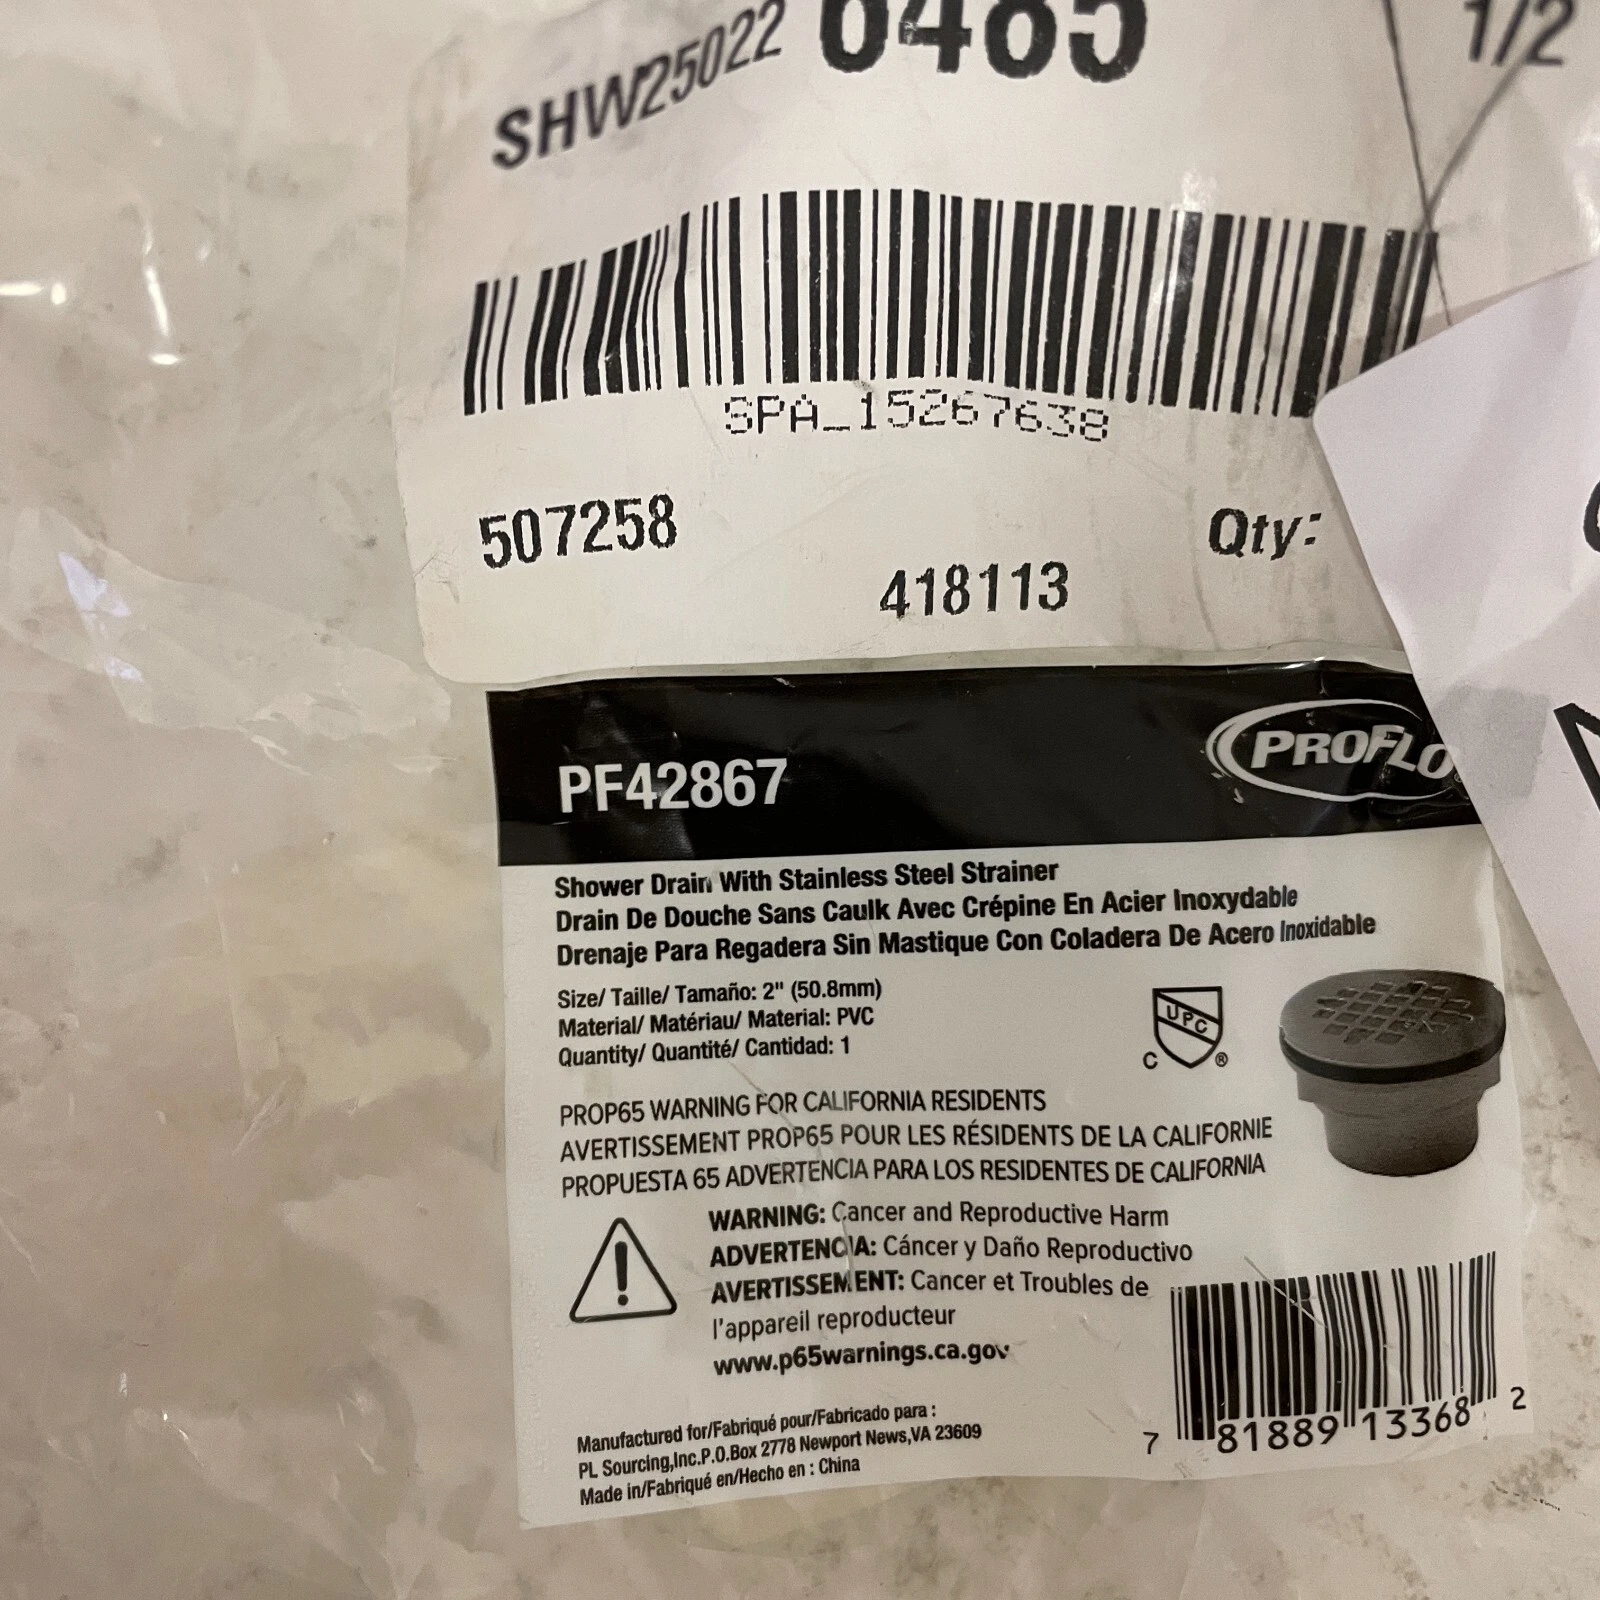 SHW25022 6485 1/2
SPA_15267638
507258 Qty:
418113
PF42867 PROFLO
Shower Drain With Stainless Steel Strainer
Drain De Douche Sans Caulk Avec Crépine En Acier Inoxydable
Drenaje Para Regadera Sin Mastique Con Coladera De Acero Inoxidable
Size/ Taille/ Tamaño: 2" (50.8mm)
Material/ Matériau/ Material: PVC
Quantity/ Quantité/ Cantidad: 1
UPC
C ®
PROP65 WARNING FOR CALIFORNIA RESIDENTS
AVERTISSEMENT PROP65 POUR LES RÉSIDENTS DE LA CALIFORNIE
PROPUESTA 65 ADVERTENCIA PARA LOS RESIDENTES DE CALIFORNIA
WARNING: Cancer and Reproductive Harm
ADVERTENCIA: Cáncer y Daño Reproductivo
AVERTISSEMENT: Cancer et Troubles de
l'appareil reproducteur
www.p65warnings.ca.gov
Manufactured for/Fabriqué pour/Fabricado para :
PL Sourcing,Inc.P.O.Box 2778 Newport News,VA 23609
Made in/Fabriqué en/Hecho en : China
7 81889 13368 2